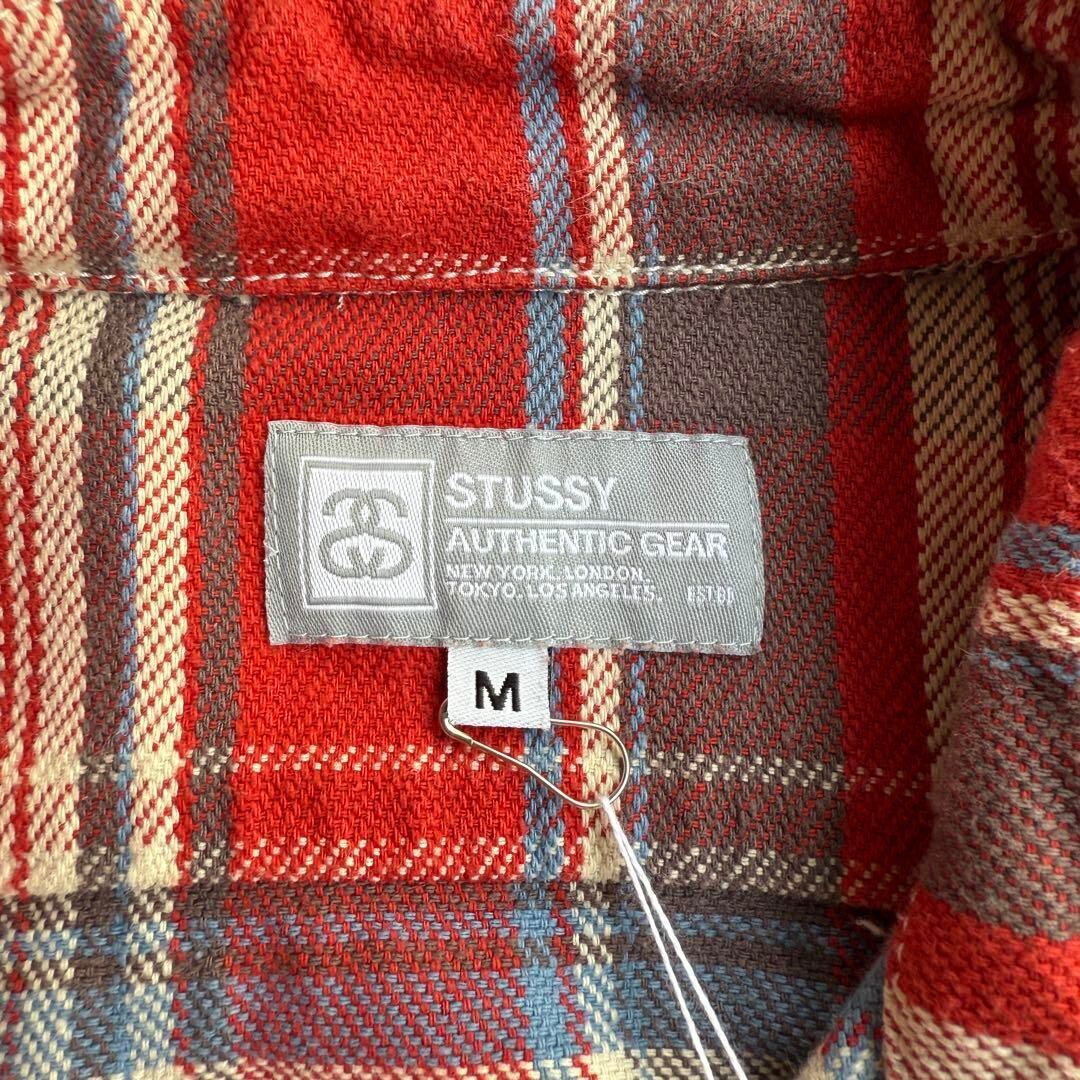 STUSSY
AUTHENTIC GEAR
NEW YORK. LONDON.
TOKYO. LOS ANGELES.
M